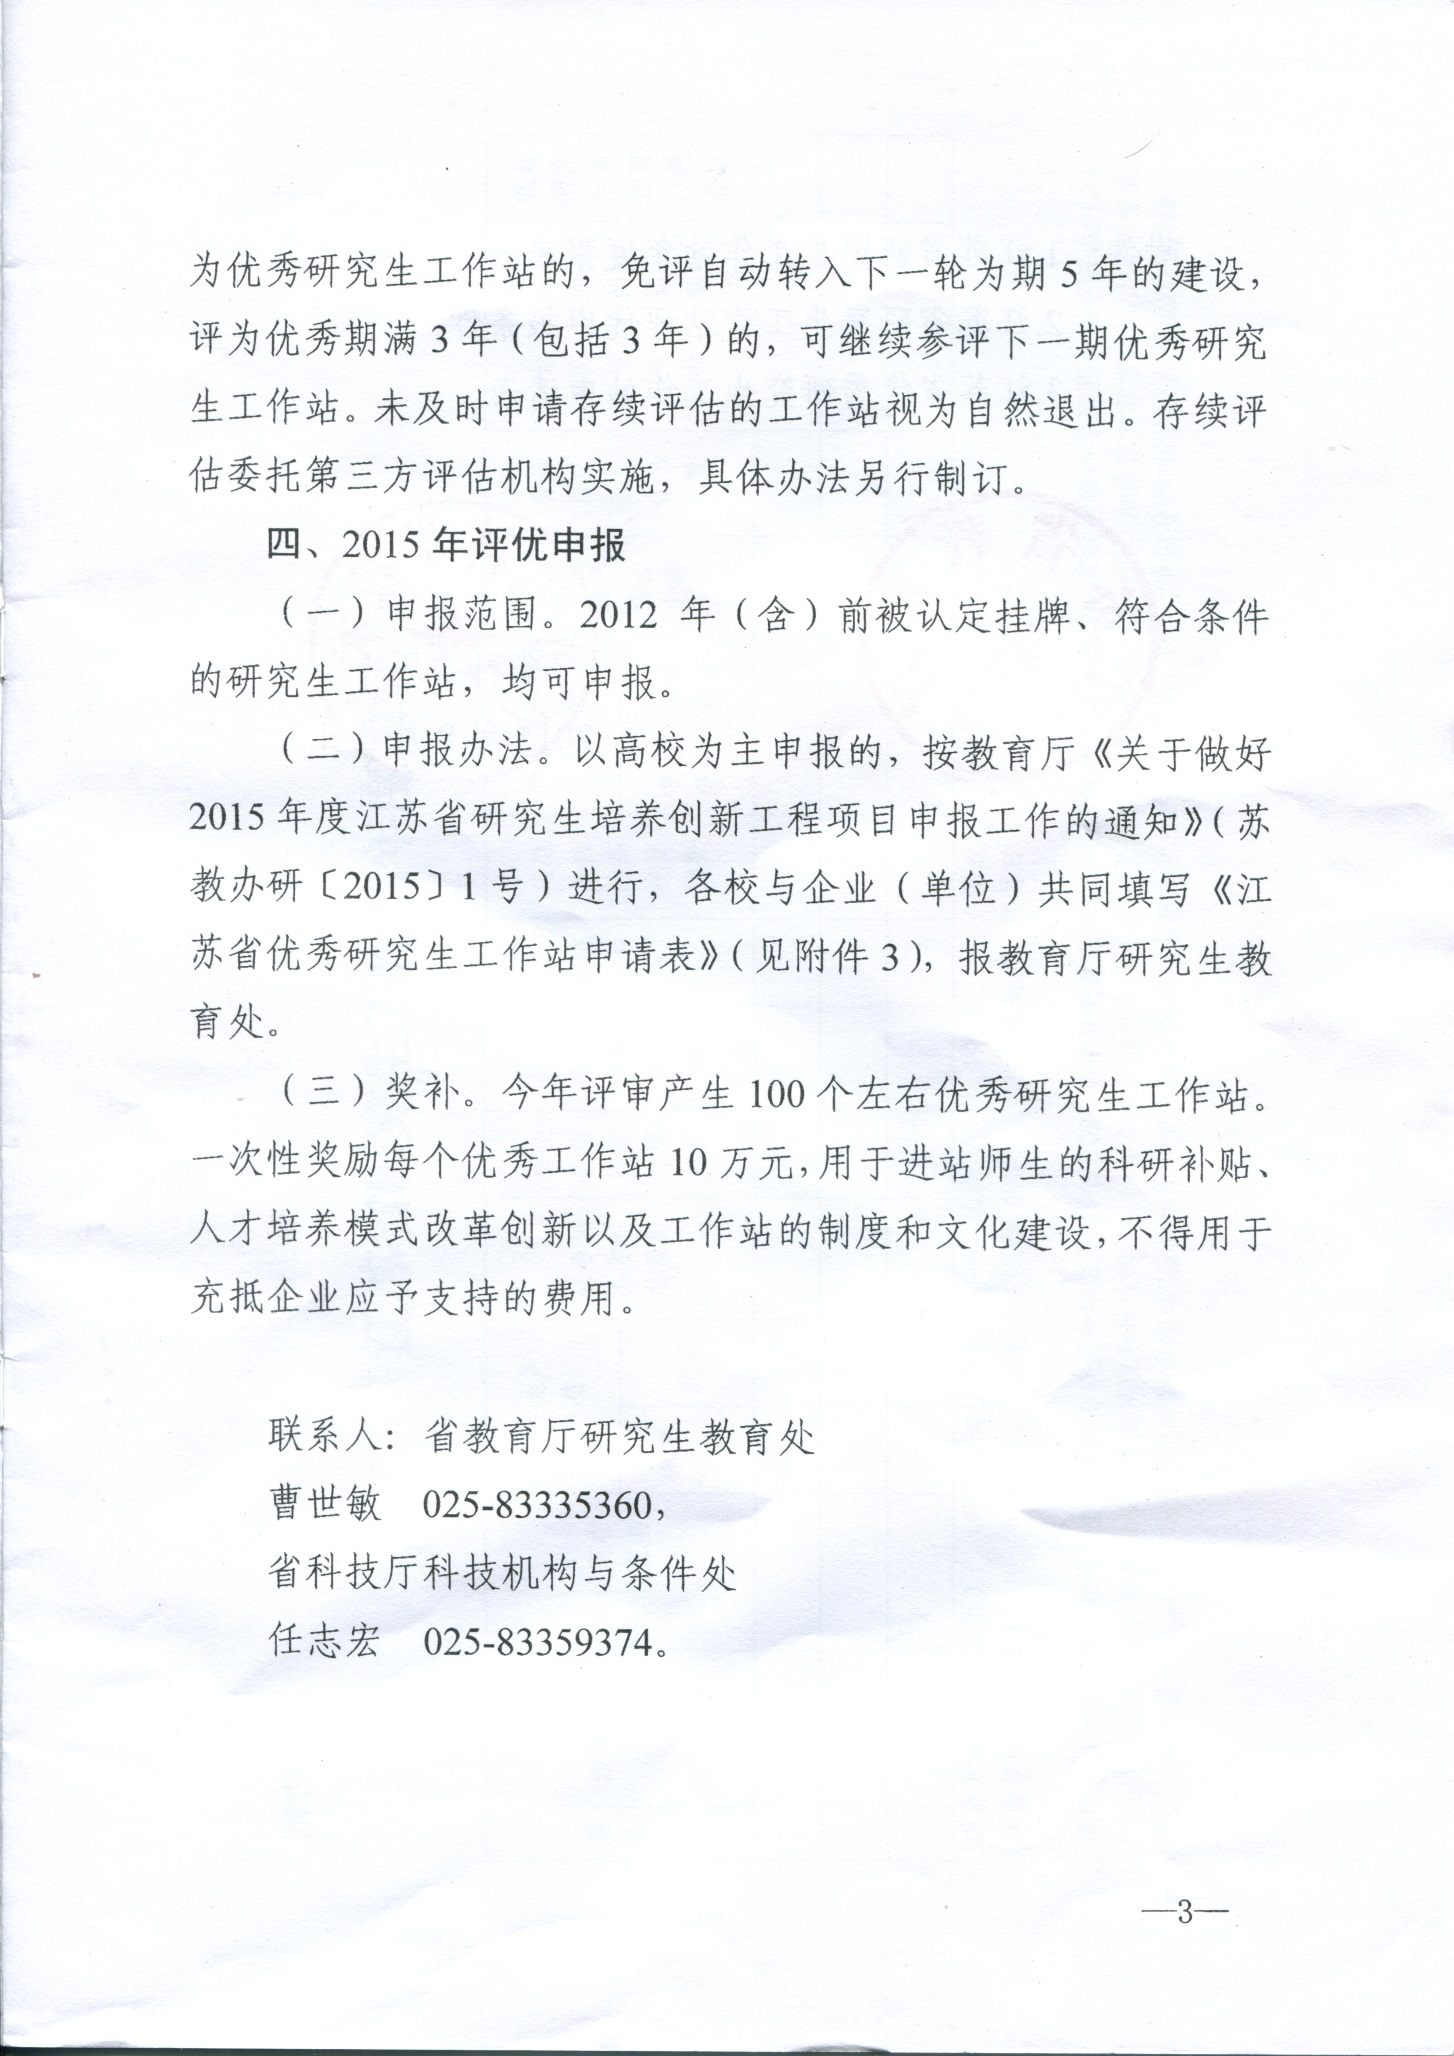 为优秀研究生工作站的，免评自动转入下一轮为期 5 年的建设，
评为优秀期满 3 年（包括 3 年）的，可继续参评下一期优秀研究
生工作站。未及时申请存续评估的工作站视为自然退出。存续评
估委托第三方评估机构实施，具体办法另行制订。
四、2015 年评优申报
（一）申报范围。2012 年（含）前被认定挂牌、符合条件
的研究生工作站，均可申报。
（二）申报办法。以高校为主申报的，按教育厅《关于做好
2015 年度江苏省研究生培养创新工程项目申报工作的通知》（苏
教办研〔2015〕1 号）进行，各校与企业（单位）共同填写《江
苏省优秀研究生工作站申请表》（见附件 3），报教育厅研究生教
育处。
（三）奖补。今年评审产生 100 个左右优秀研究生工作站。
一次性奖励每个优秀工作站 10 万元，用于进站师生的科研补贴、
人才培养模式改革创新以及工作站的制度和文化建设，不得用于
充抵企业应予支持的费用。
联系人：省教育厅研究生教育处
曹世敏 025-83335360，
省科技厅科技机构与条件处
任志宏 025-83359374。
—3—